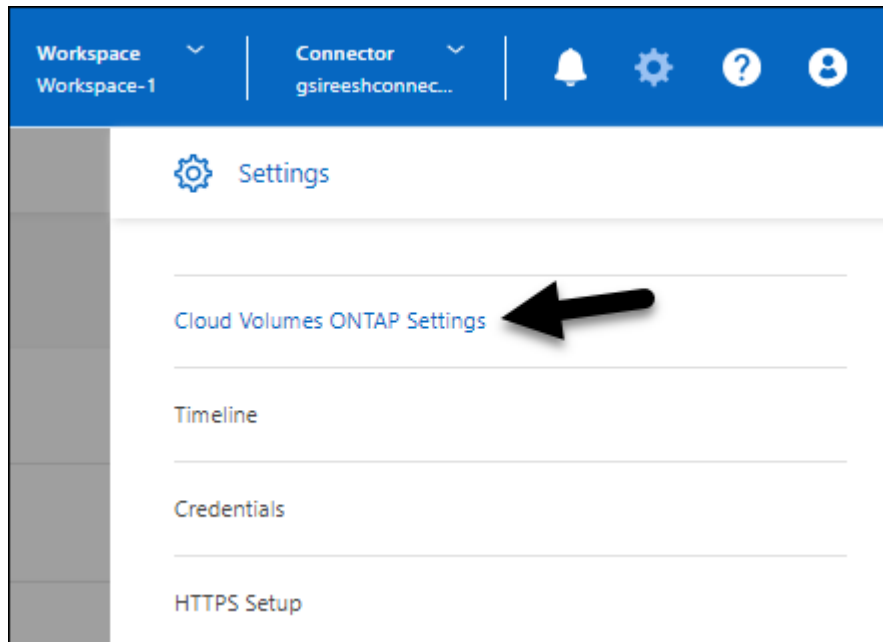 Workspace
Workspace-1
Connector
gsireeshconnec...
Settings
Cloud Volumes ONTAP Settings
Timeline
Credentials
HTTPS Setup